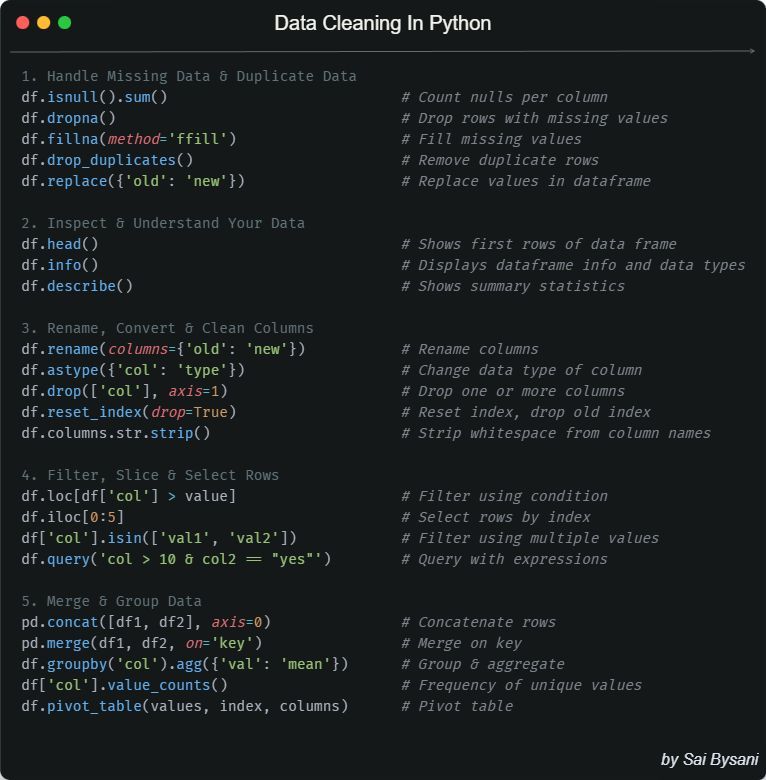 Data Cleaning In Python
1. Handle Missing Data & Duplicate Data
df.isnull().sum() # Count nulls per column
df.dropna() # Drop rows with missing values
df.fillna(method='ffill') # Fill missing values
df.drop_duplicates() # Remove duplicate rows
df.replace({'old': 'new'}) # Replace values in dataframe
2. Inspect & Understand Your Data
df.head() # Shows first rows of data frame
df.info() # Displays dataframe info and data types
df.describe() # Shows summary statistics
3. Rename, Convert & Clean Columns
df.rename(columns={'old': 'new'}) # Rename columns
df.astype({'col': 'type'}) # Change data type of column
df.drop(['col'], axis=1) # Drop one or more columns
df.reset_index(drop=True) # Reset index, drop old index
df.columns.str.strip() # Strip whitespace from column names
4. Filter, Slice & Select Rows
df.loc[df['col'] > value] # Filter using condition
df.iloc[0:5] # Select rows by index
df['col'].isin(['val1', 'val2']) # Filter using multiple values
df.query('col > 10 & col2 == "yes"') # Query with expressions
5. Merge & Group Data
pd.concat([df1, df2], axis=0) # Concatenate rows
pd.merge(df1, df2, on='key') # Merge on key
df.groupby('col').agg({'val': 'mean'}) # Group & aggregate
df['col'].value_counts() # Frequency of unique values
df.pivot_table(values, index, columns) # Pivot table
by Sai Bysani